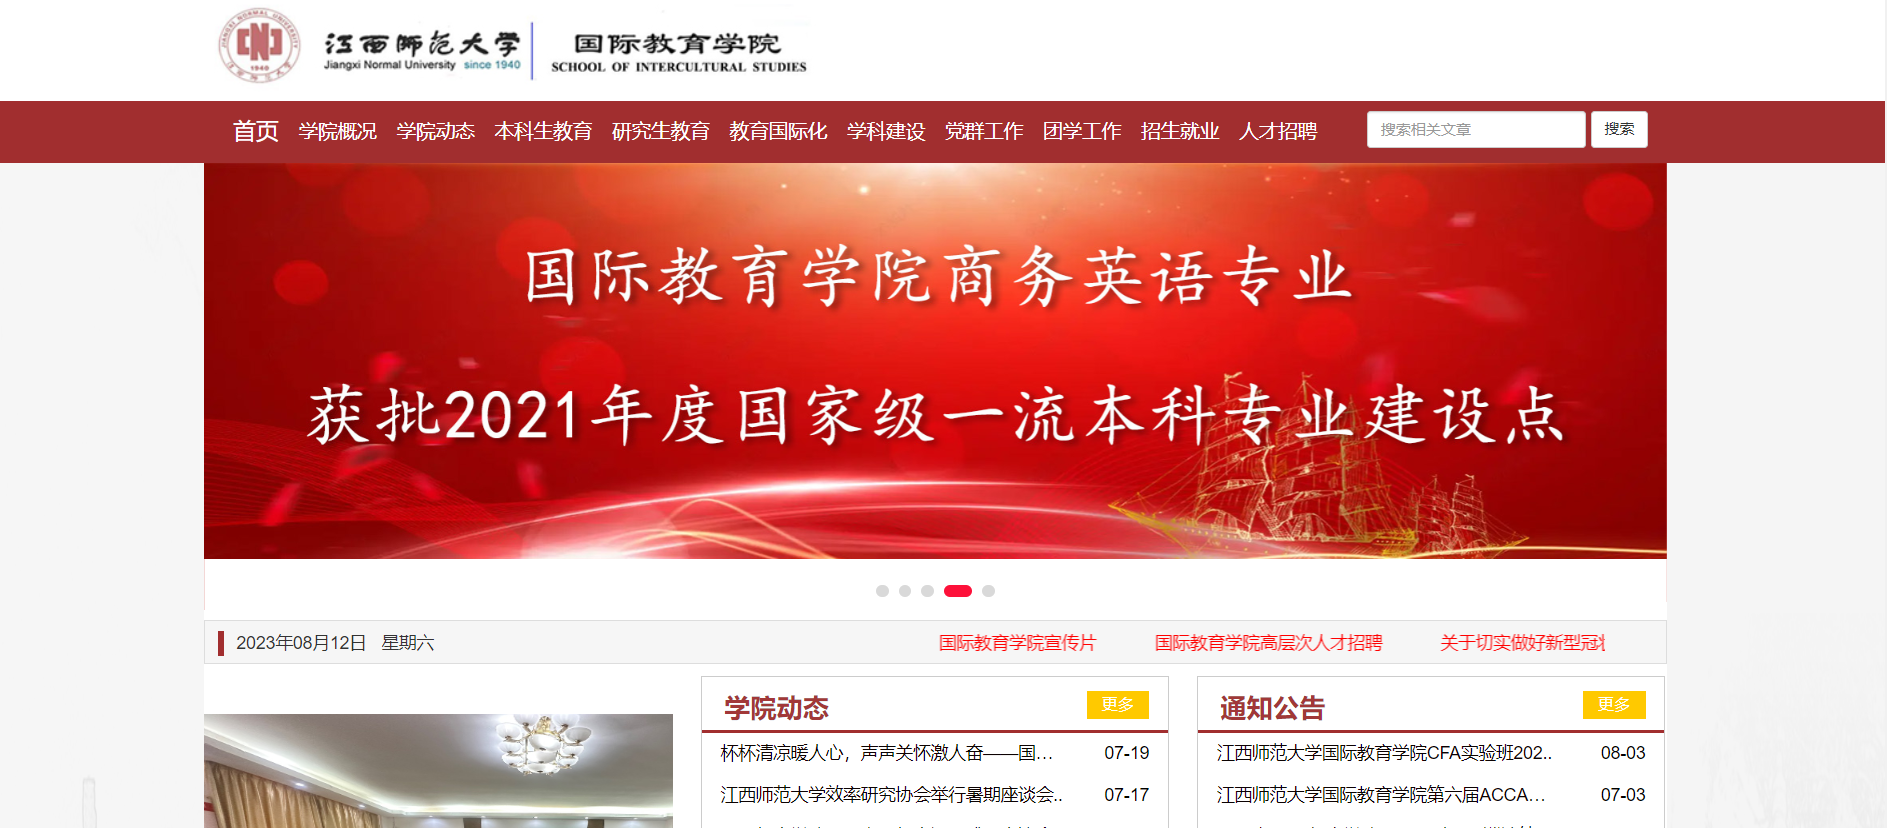 江西师范大学
Jiangxi Normal University since 1940
国际教育学院
SCHOOL OF INTERCULTURAL STUDIES
JIANGXI NORMAL UNIVERSITY
1940
江西师范大学
首页 学院概况 学院动态 本科生教育 研究生教育 教育国际化 学科建设 党群工作 团学工作 招生就业 人才招聘
搜索相关文章 搜索
国际教育学院商务英语专业
获批2021年度国家级一流本科专业建设点
2023年08月12日 星期六
国际教育学院宣传片 国际教育学院高层次人才招聘 关于切实做好新型冠
学院动态 更多
杯杯清凉暖人心，声声关怀激人奋——国… 07-19
江西师范大学效率研究协会举行暑期座谈会.. 07-17
通知公告 更多
江西师范大学国际教育学院CFA实验班202.. 08-03
江西师范大学国际教育学院第六届ACCA… 07-03